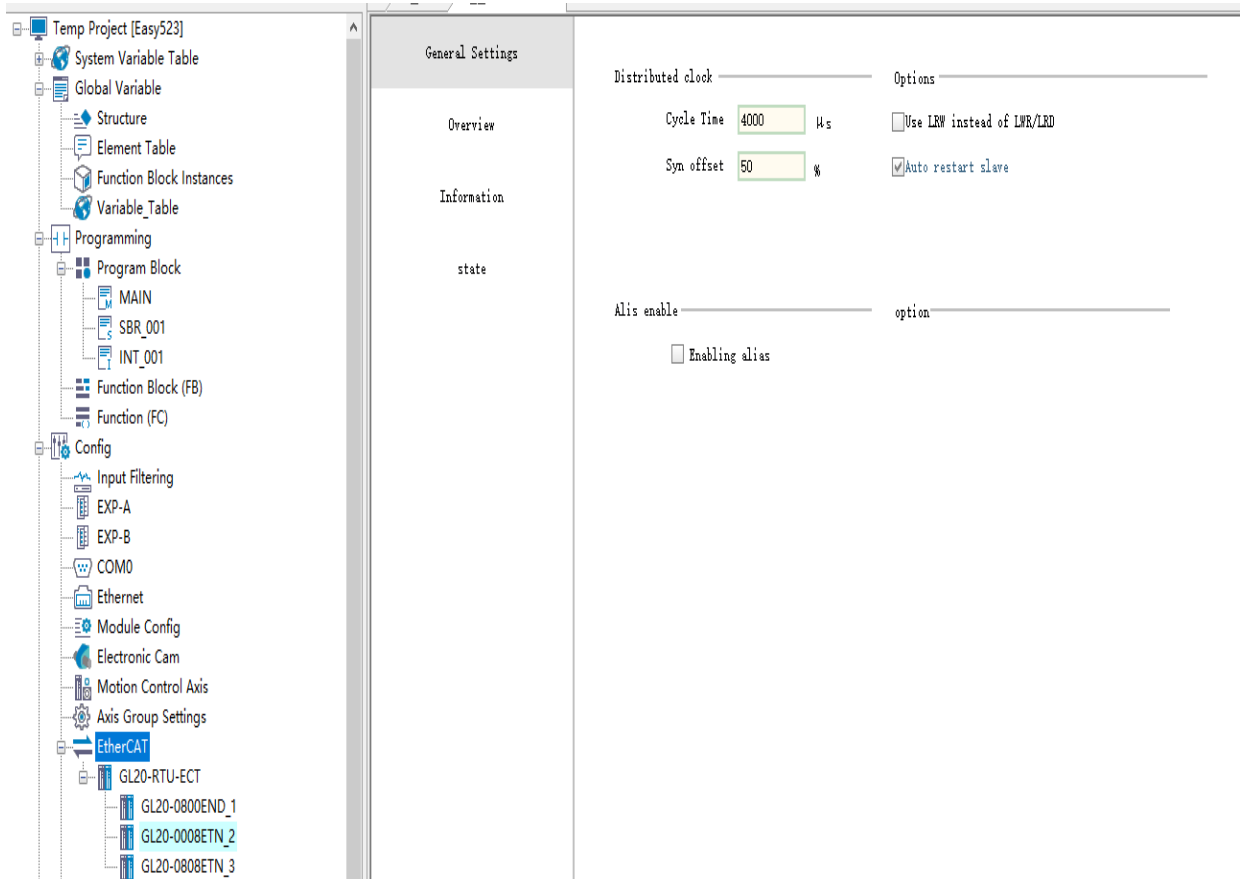 Temp Project [Easy523]
System Variable Table
Global Variable
Structure
Element Table
Function Block Instances
Variable_Table
Programming
Program Block
MAIN
SBR_001
INT_001
Function Block (FB)
Function (FC)
Config
Input Filtering
EXP-A
EXP-B
COM0
Ethernet
Module Config
Electronic Cam
Motion Control Axis
Axis Group Settings
EtherCAT
GL20-RTU-ECT
GL20-0800END_1
GL20-0008ETN_2
GL20-0808ETN_3
General Settings
Overview
Information
state
Distributed clock
Cycle Time 4000 μs
Syn offset 50 %
Options
Use LRW instead of LWR/LRD
Auto restart slave
Alis enable
Enabling alias
option